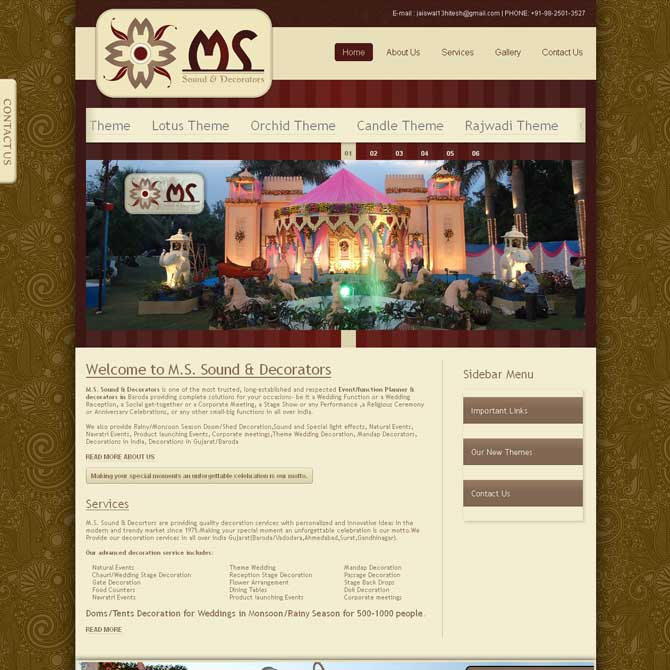 E-mail : jaiswal13hitesh@gmail.com | PHONE: +91-99-2501-3527
MS
Sound & Decorators
Home About Us Services Gallery Contact Us
CONTACT US
Theme Lotus Theme Orchid Theme Candle Theme Rajwadi Theme
01 02 03 04 05 06
MS
Welcome to M.S. Sound & Decorators
M.S. Sound & Decorators is one of the most trusted, long-established and respected Event/function Planner &
decorators in Baroda providing complete solutions for your occasions- be it a Wedding Function or a Wedding
Reception, a Social get-together or a Corporate Meeting, a Stage Show or any Performance ,a Religious Ceremony
or Anniversary Celebrations, or any other small-big functions in all over India.
We also provide Rainy/Monsoon Season Doom/Shed Decoration,Sound and Special light effects, Natural Events,
Navratri Events, Product launching Events, Corporate meetings,Theme Wedding Decoration, Mandap Decorators,
Decorations in India, Decorations in Gujarat/Baroda
READ MORE ABOUT US
Making your special moments an unforgettable celebration is our motto.
Services
M.S. Sound & Decortors are providing quality decoration services with personalized and innovative ideas in the
modern and trendy market since 1975.Making your special moment an unforgettable celebration is our motto.We
Provide our decoration services in all over India Gujarat(Baroda/Vadodara,Ahmedabad,Surat,Gandhinagar).
Our advanced decoration service includes:
Natural Events Theme Wedding Mandap Decoration
Chauri/Wedding Stage Decoration Reception Stage Decoration Passage Decoration
Gate Decoration Flower Arrangement Stage Back Drops
Food Counters Dining Tables Doli Decoration
Navratri Events Product launching Events Corporate meetings
Doms/Tents Decoration for Weddings in Monsoon/Rainy Season for 500-1000 people.
READ MORE
Sidebar Menu
Important Links
Our New Themes
Contact Us